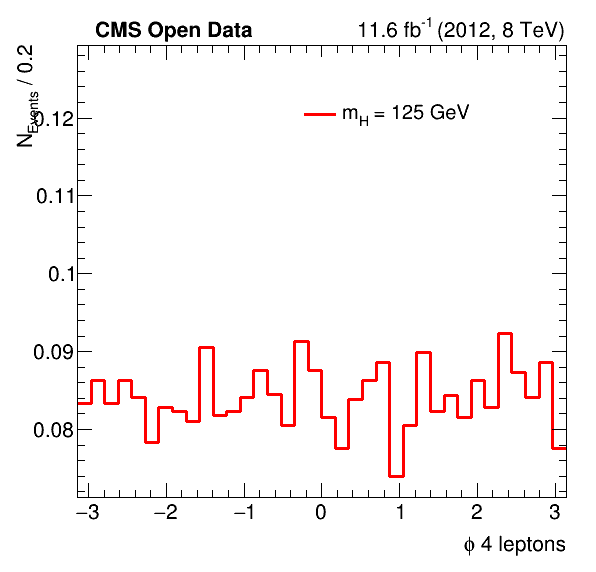 CMS Open Data 11.6 fb-1 (2012, 8 TeV)
NEvents / 0.2
mH = 125 GeV
0.12
0.11
0.1
0.09
0.08
−3 −2 −1 0 1 2 3
ϕ 4 leptons